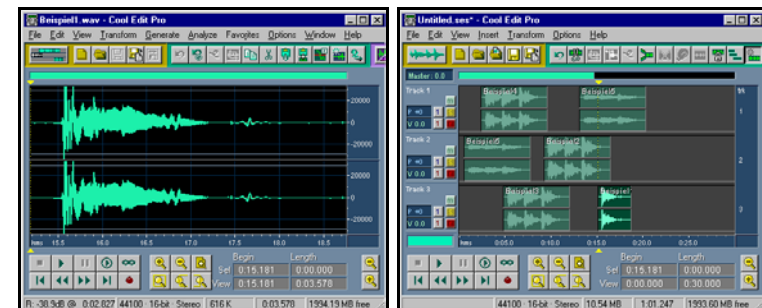 Beispiel1.wav - Cool Edit Pro
File Edit View Transform Generate Analyze Favorites Options Window Help
20000
-20000
20000
-20000
hms 15.5 16.0 16.5 17.0 17.5 18.0 18.5
Begin Length
Sel 0:15.181 0:00.000
View 0:15.181 0:03.578
R: -38.9dB @ 0:02.827 44100 · 16-bit · Stereo 616 K 0:03.578 1994.19 MB free
Untitled.ses* - Cool Edit Pro
File Edit View Insert Transform Options Help
Master: 0.0
Track 1
Beispiel4
Beispiel6
V 0.0
1
Track 2
Beispiel5
Beispiel2
V 0.0
2
Track 3
Beispiel3
Beispiel
V 0.0
3
hms 0:05.0 0:10.0 0:15.0 0:20.0 0:25.0
Begin Length
Sel 0:15.181 0:00.000
View 0:00.000 0:30.000
44100 · 16-bit · Stereo 10.54 MB 1:01.247 1993.60 MB free